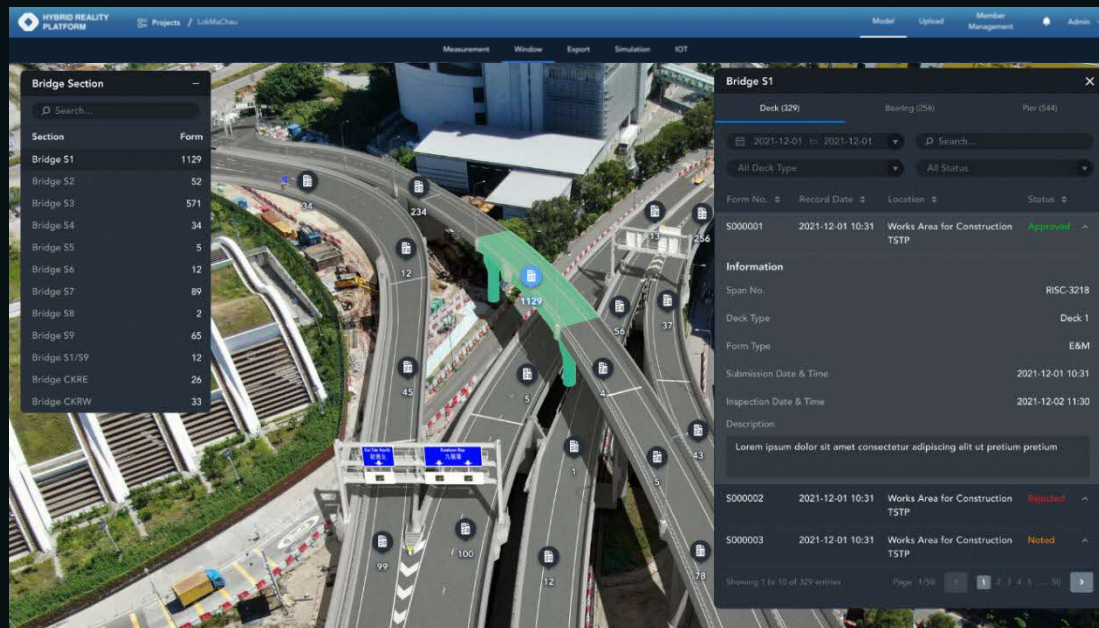 HYBRID REALITY
PLATFORM
Projects / LokMaChau
Model
Upload
Member
Management
Admin
Measurement
Window
Export
Simulation
IOT
Bridge Section
Search...
Section Form
Bridge S1 1129
Bridge S2 52
Bridge S3 571
Bridge S4 34
Bridge S5 5
Bridge S6 12
Bridge S7 89
Bridge S8 2
Bridge S9 65
Bridge S1/S9 12
Bridge CKRE 26
Bridge CKRW 33
34
234
13
256
12
1129
56
37
45
5
4
43
1
5
99
100
12
78
Kai Tak North
Kowloon Bay
九龍灣
Bridge S1
Deck (329) Bearing (256) Pier (544)
2021-12-01 to 2021-12-01
Search...
All Deck Type
All Status
Form No. Record Date Location Status
S000001 2021-12-01 10:31 Works Area for Construction Approved
TSTP
Information
Span No. RISC-3218
Deck Type Deck 1
Form Type E&M
Submission Date & Time 2021-12-01 10:31
Inspection Date & Time 2021-12-02 11:30
Description
Lorem ipsum dolor sit amet consectetur adipiscing elit ut pretium pretium
S000002 2021-12-01 10:31 Works Area for Construction Rejected
TSTP
S000003 2021-12-01 10:31 Works Area for Construction Noted
TSTP
Showing 1 to 10 of 329 entries
Page 1/50 1 2 3 4 5 ... 50